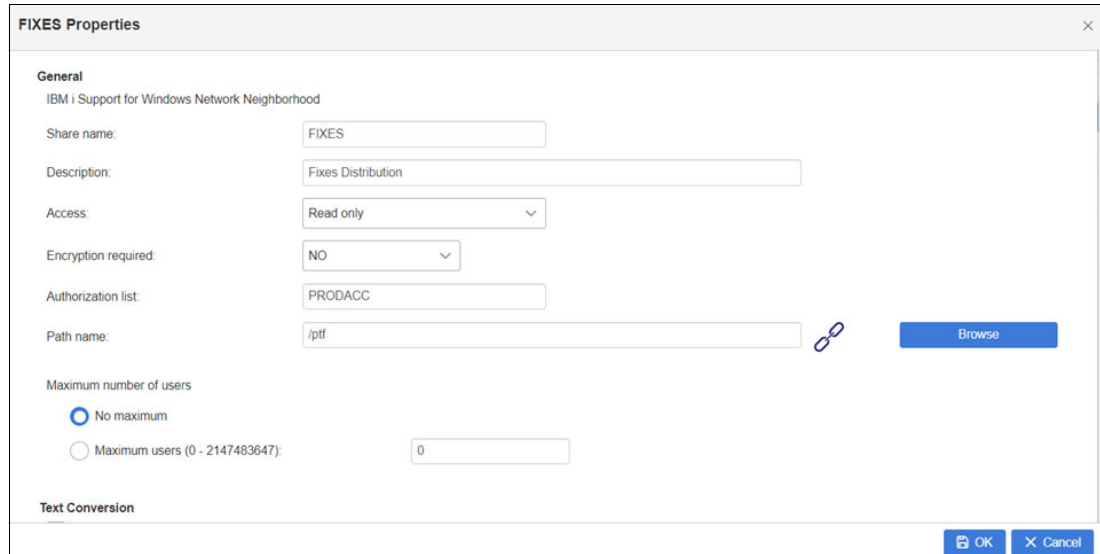 FIXES Properties
General
IBM i Support for Windows Network Neighborhood
Share name: FIXES
Description: Fixes Distribution
Access: Read only
Encryption required: NO
Authorization list: PRODACC
Path name: /ptf Browse
Maximum number of users
No maximum
Maximum users (0 - 2147483647): 0
Text Conversion
OK Cancel